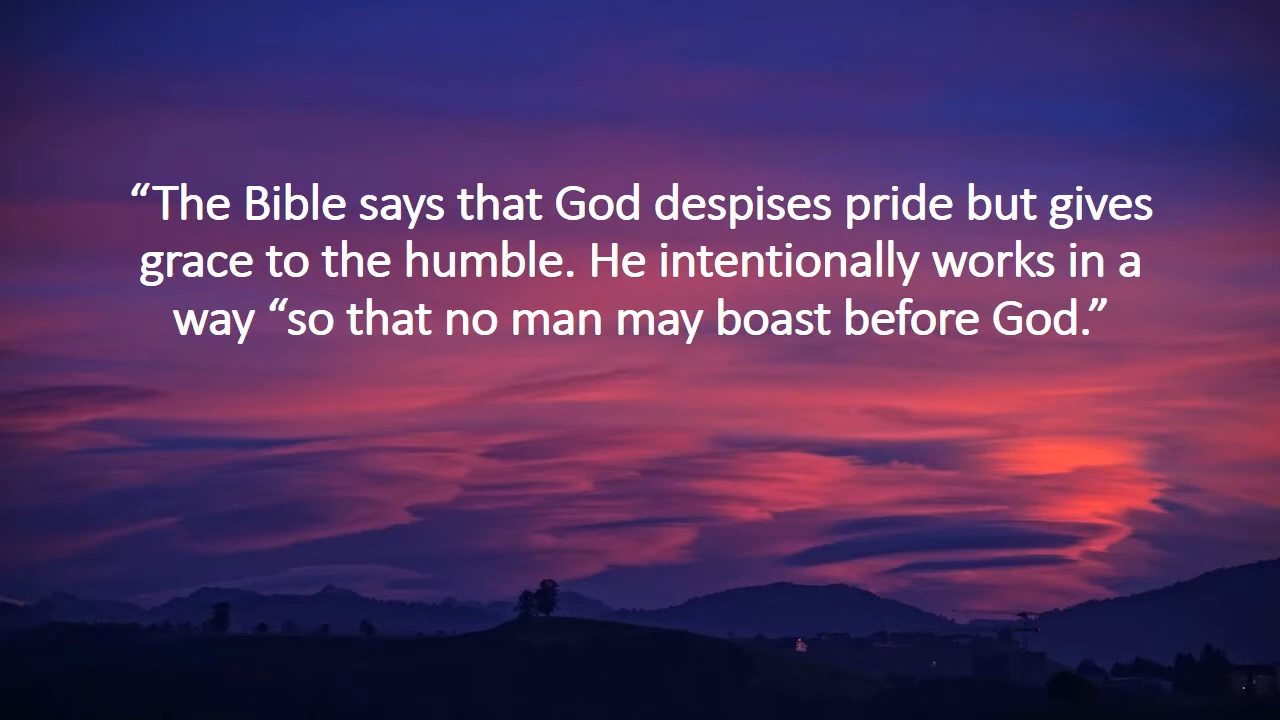 “The Bible says that God despises pride but gives
grace to the humble. He intentionally works in a
way “so that no man may boast before God.”